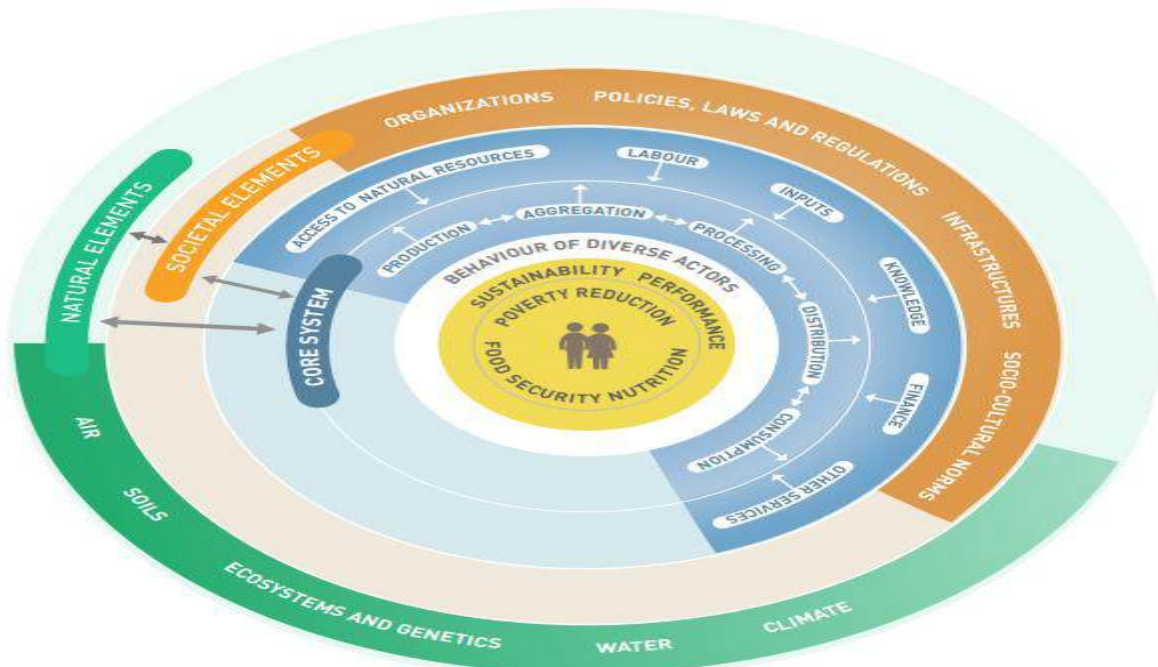 NATURAL ELEMENTS
SOCIETAL ELEMENTS
CORE SYSTEM
ORGANIZATIONS
POLICIES, LAWS AND REGULATIONS
INFRASTRUCTURES
SOCIO-CULTURAL NORMS
ACCESS TO NATURAL RESOURCES
LABOUR
INPUTS
KNOWLEDGE
FINANCE
OTHER SERVICES
PRODUCTION
AGGREGATION
PROCESSING
DISTRIBUTION
CONSUMPTION
BEHAVIOUR OF DIVERSE ACTORS
SUSTAINABILITY PERFORMANCE
POVERTY REDUCTION
FOOD SECURITY NUTRITION
AIR
SOILS
ECOSYSTEMS AND GENETICS
WATER
CLIMATE